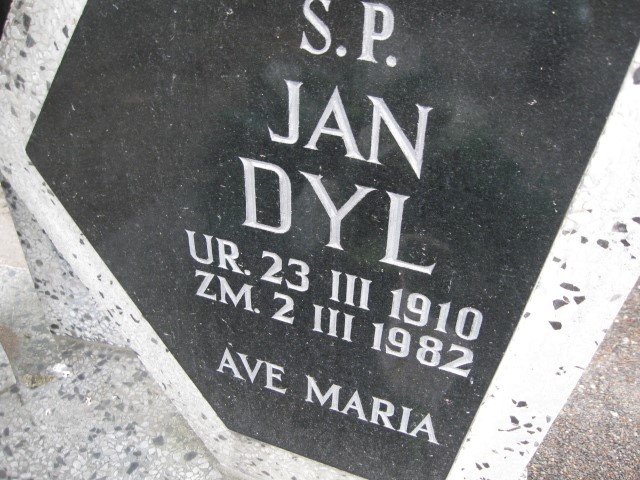 S.P.
JAN
DYL
UR. 23 III 1910
ZM. 2 III 1982
AVE MARIA